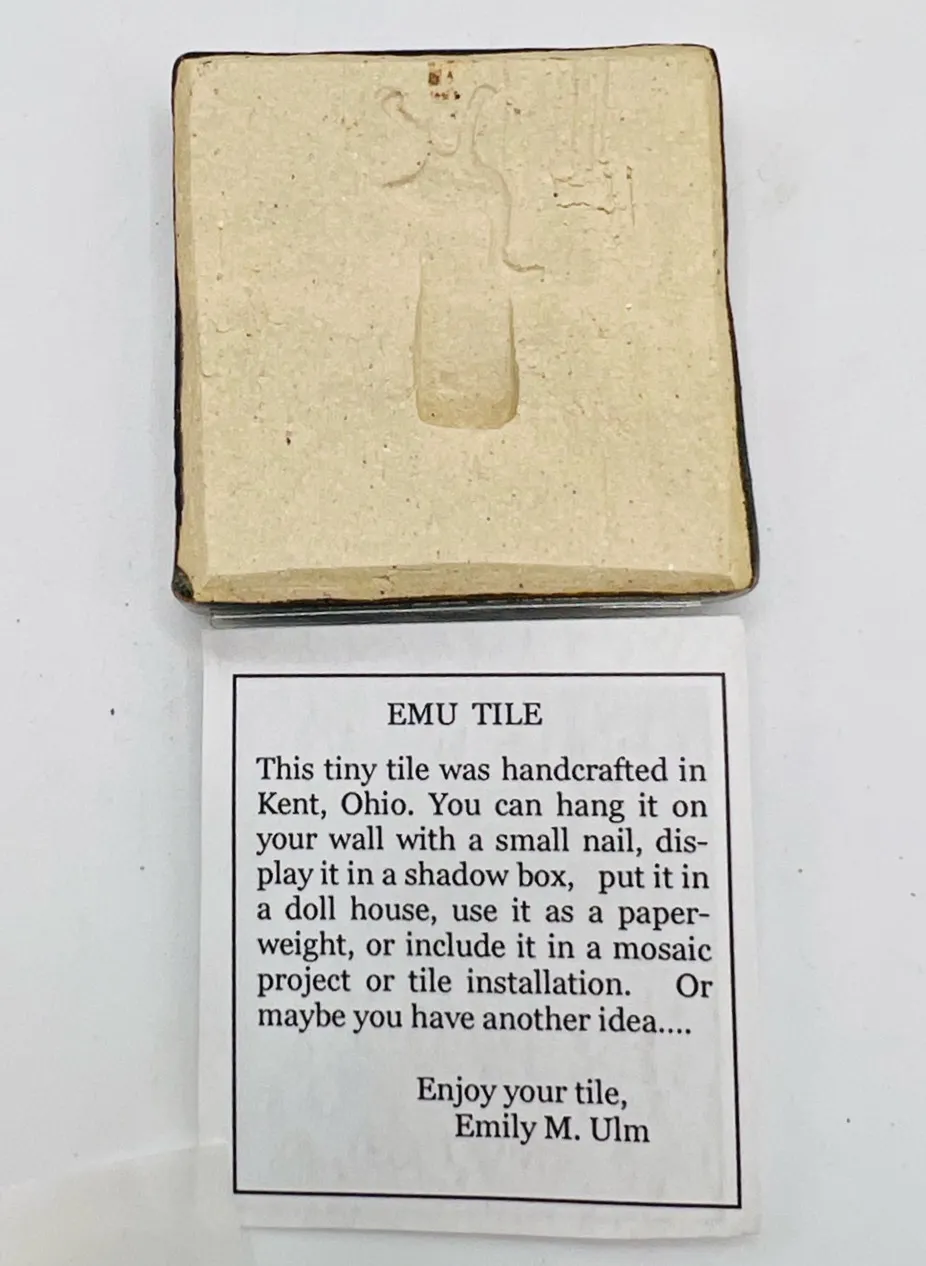 EMU TILE
This tiny tile was handcrafted in
Kent, Ohio. You can hang it on
your wall with a small nail, dis-
play it in a shadow box, put it in
a doll house, use it as a paper-
weight, or include it in a mosaic
project or tile installation. Or
maybe you have another idea....
Enjoy your tile,
Emily M. Ulm